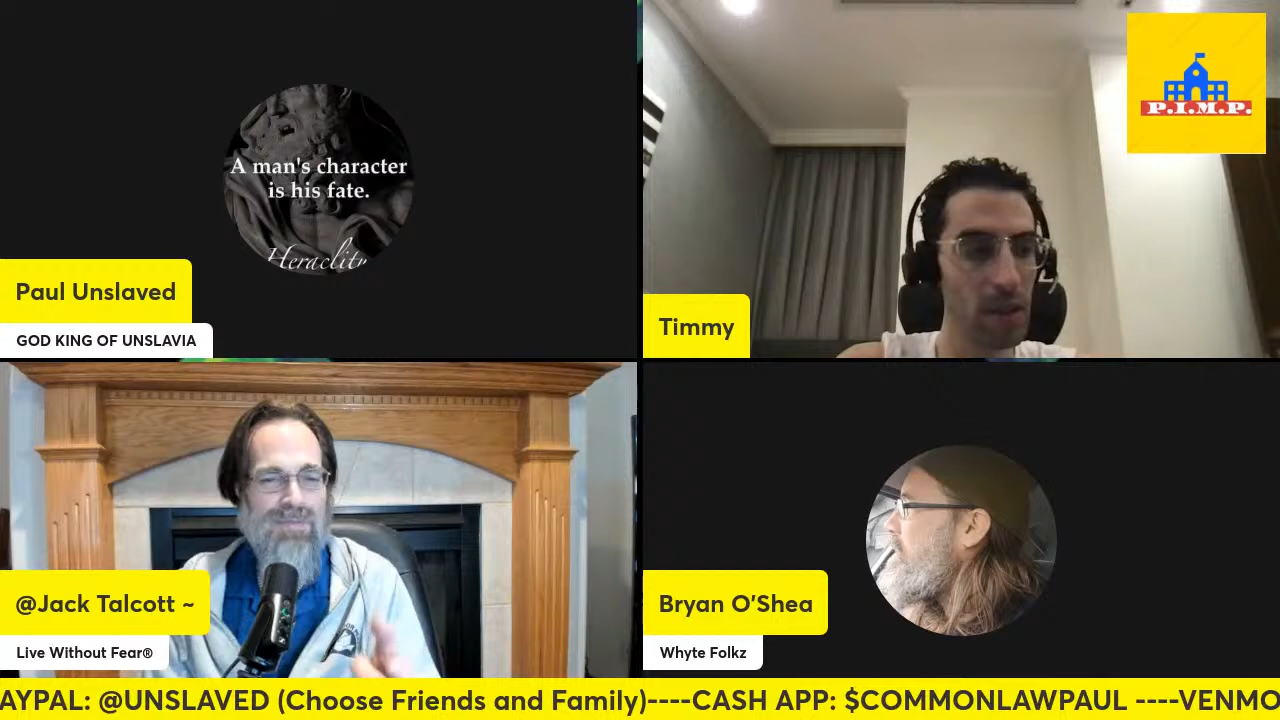 A man's character
is his fate.
Paul Unslaved
GOD KING OF UNSLAVIA
P.I.M.P.
Timmy
@Jack Talcott ~
Live Without Fear®
Bryan O'Shea
Whyte Folkz
AYPAL: @UNSLAVED (Choose Friends and Family)----CASH APP: $COMMONLAWPAUL ----VENMO